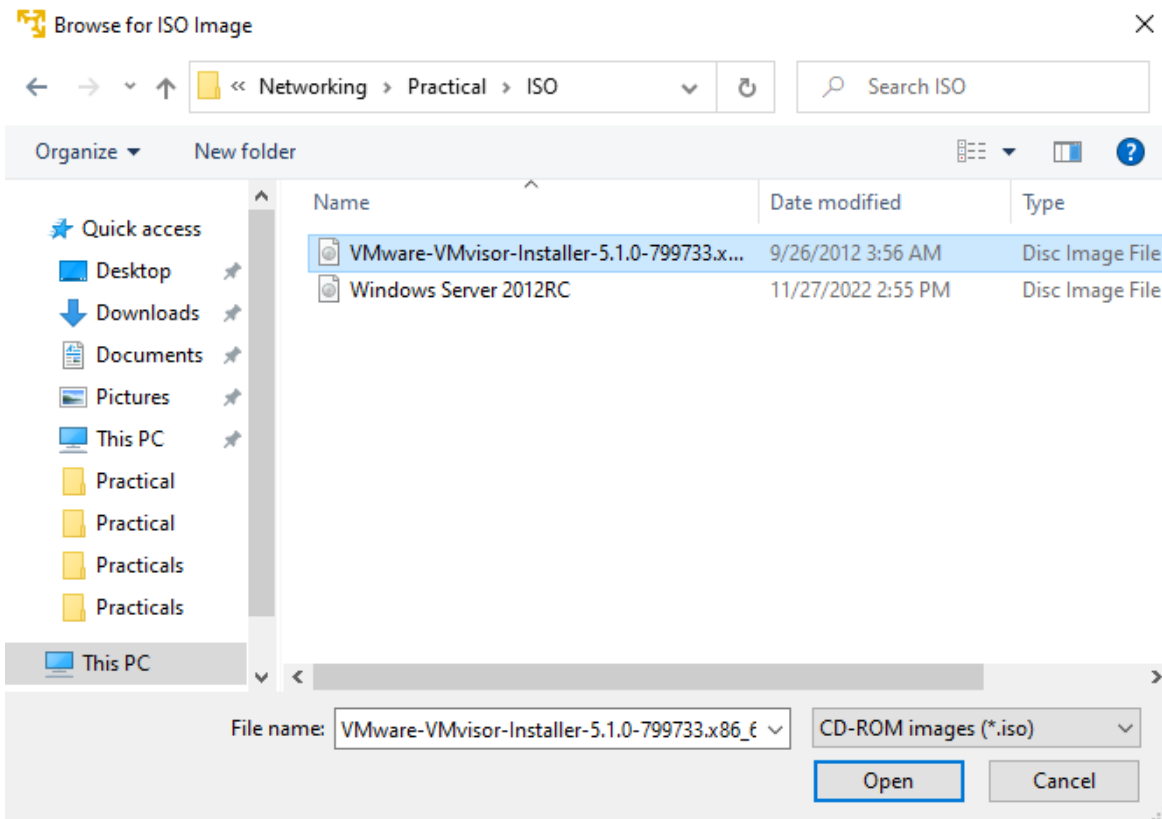 Browse for ISO Image
« Networking > Practical > ISO
Search ISO
Organize
New folder
Name
Date modified
Type
Quick access
Desktop
Downloads
Documents
Pictures
This PC
Practical
Practical
Practicals
Practicals
This PC
VMware-VMvisor-Installer-5.1.0-799733.x... 9/26/2012 3:56 AM Disc Image File
Windows Server 2012RC 11/27/2022 2:55 PM Disc Image File
File name: VMware-VMvisor-Installer-5.1.0-799733.x86_6 CD-ROM images (*.iso)
Open
Cancel